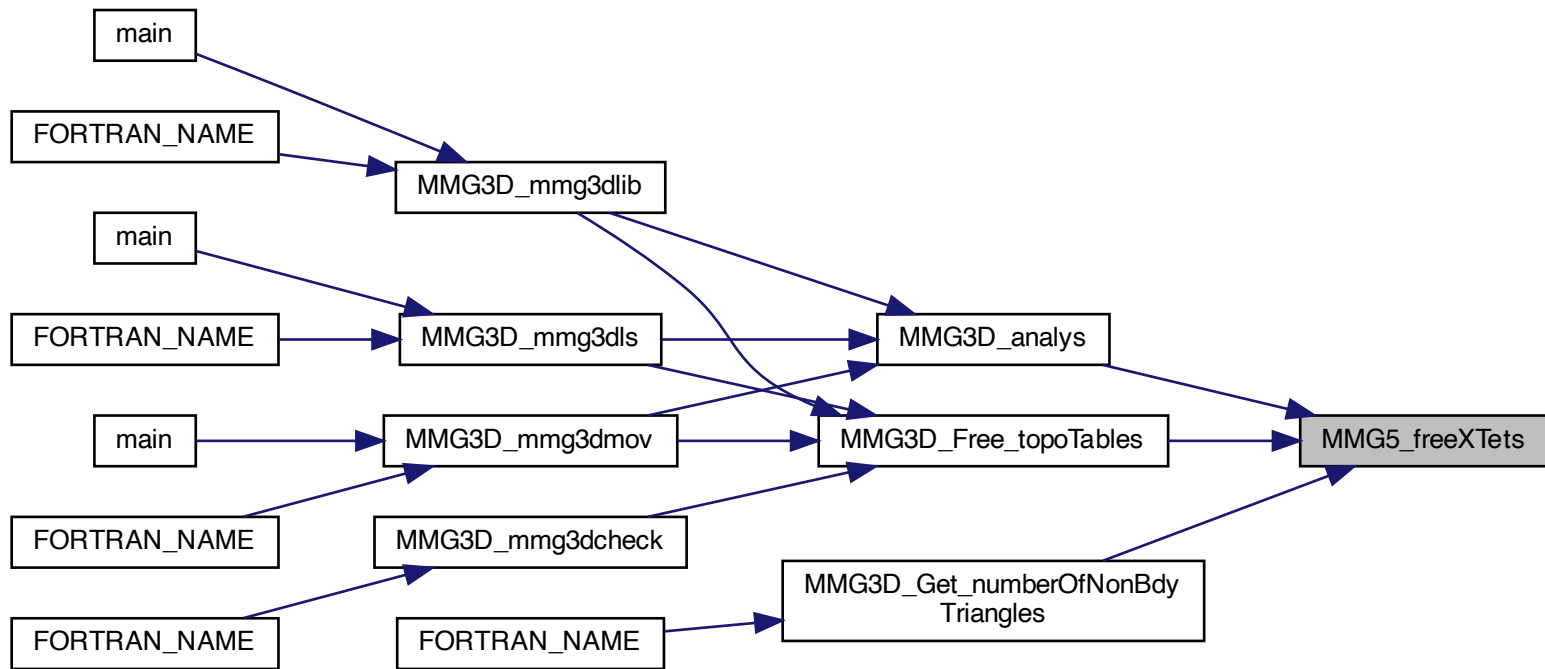 main
FORTRAN_NAME
MMG3D_mmg3dlib
main
FORTRAN_NAME
MMG3D_mmg3dls
MMG3D_analys
main
MMG3D_mmg3dmov
MMG3D_Free_topoTables
MMG5_freeXTets
FORTRAN_NAME
MMG3D_mmg3dcheck
MMG3D_Get_numberOfNonBdy
Triangles
FORTRAN_NAME
FORTRAN_NAME